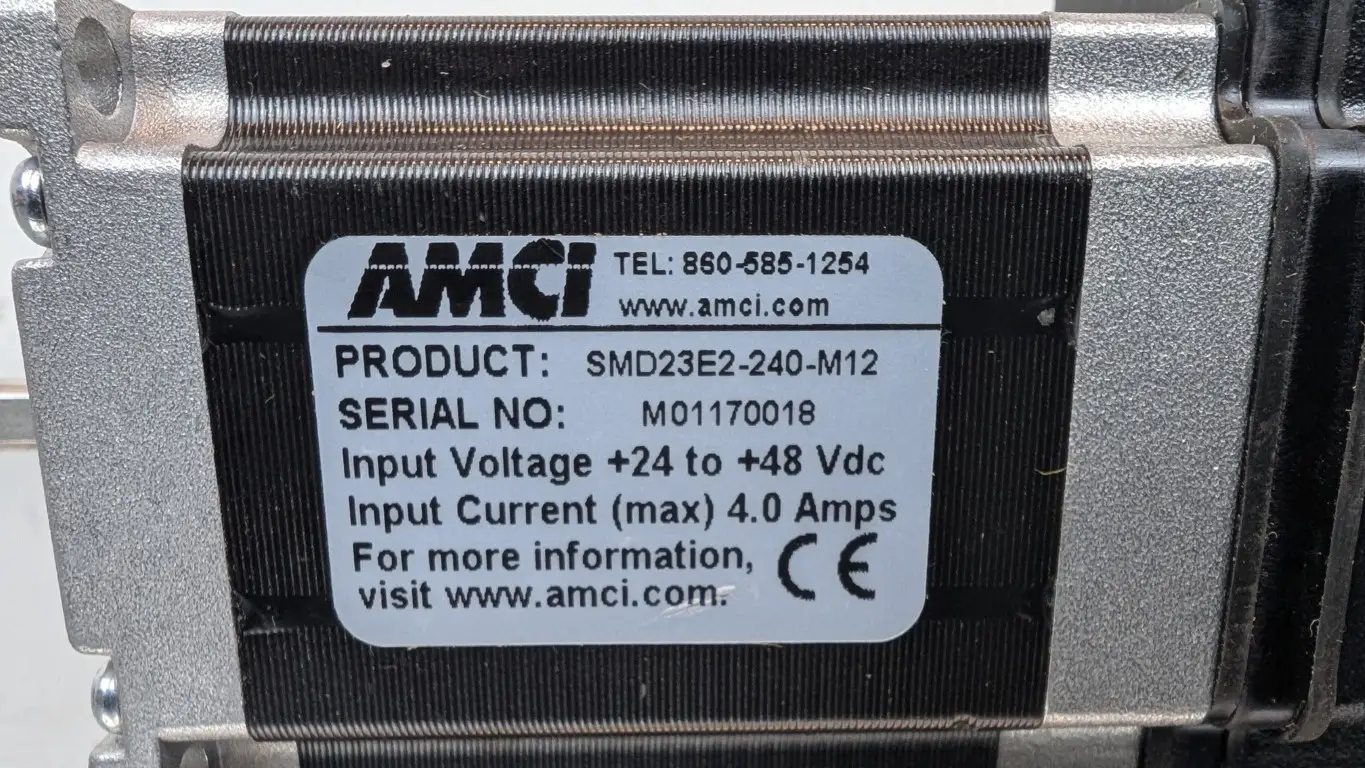 AMCI TEL: 860-585-1254
www.amci.com
PRODUCT: SMD23E2-240-M12
SERIAL NO: M01170018
Input Voltage +24 to +48 Vdc
Input Current (max) 4.0 Amps
For more information,
visit www.amci.com.
CE